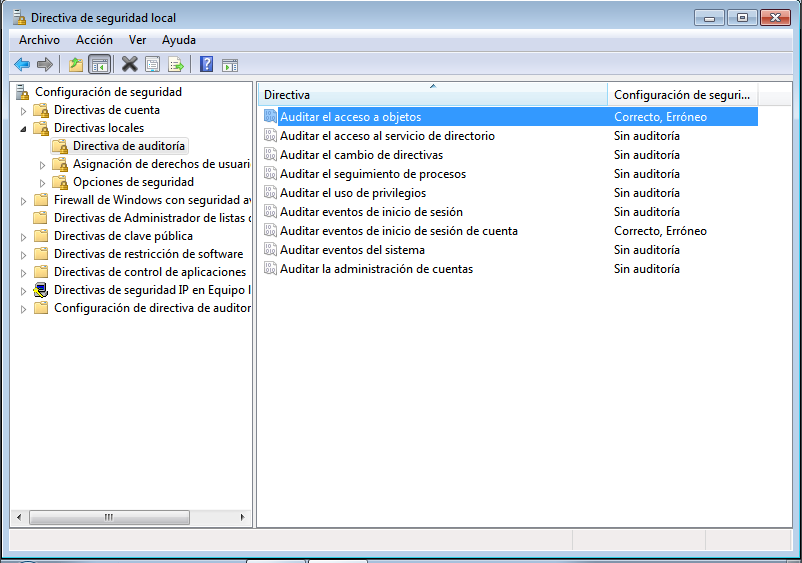 Directiva de seguridad local
Archivo Acción Ver Ayuda
Configuración de seguridad
Directivas de cuenta
Directivas locales
Directiva de auditoría
Asignación de derechos de usuari
Opciones de seguridad
Firewall de Windows con seguridad av
Directivas de Administrador de listas d
Directivas de clave pública
Directivas de restricción de software
Directivas de control de aplicaciones
Directivas de seguridad IP en Equipo l
Configuración de directiva de auditor
Directiva Configuración de seguri...
Auditar el acceso a objetos Correcto, Erróneo
Auditar el acceso al servicio de directorio Sin auditoría
Auditar el cambio de directivas Sin auditoría
Auditar el seguimiento de procesos Sin auditoría
Auditar el uso de privilegios Sin auditoría
Auditar eventos de inicio de sesión Sin auditoría
Auditar eventos de inicio de sesión de cuenta Correcto, Erróneo
Auditar eventos del sistema Sin auditoría
Auditar la administración de cuentas Sin auditoría